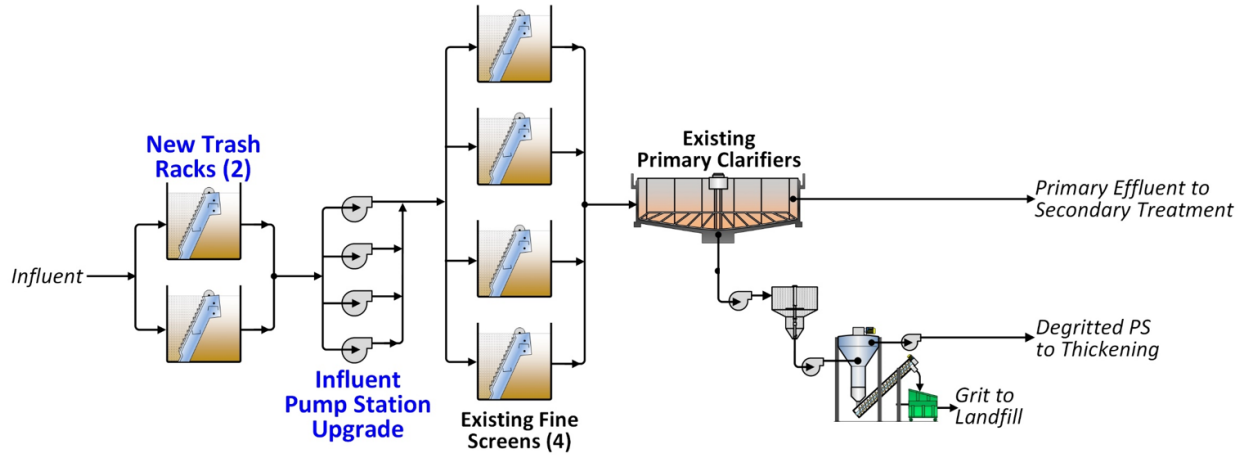 Influent
New Trash
Racks (2)
Influent
Pump Station
Upgrade
Existing Fine
Screens (4)
Existing
Primary Clarifiers
Primary Effluent to
Secondary Treatment
Degritted PS
to Thickening
Grit to
Landfill